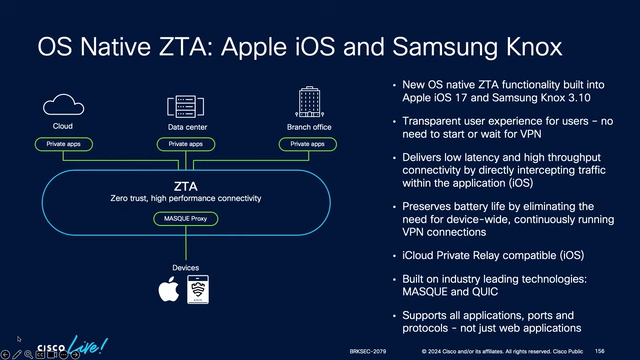 OS Native ZTA: Apple iOS and Samsung Knox
Cloud
Data center
Branch office
Private apps
Private apps
Private apps
ZTA
Zero trust, high performance connectivity
MASQUE Proxy
Devices
• New OS native ZTA functionality built into
Apple iOS 17 and Samsung Knox 3.10
• Transparent user experience for users – no
need to start or wait for VPN
• Delivers low latency and high throughput
connectivity by directly intercepting traffic
within the application (iOS)
• Preserves battery life by eliminating the
need for device-wide, continuously running
VPN connections
• iCloud Private Relay compatible (iOS)
• Built on industry leading technologies:
MASQUE and QUIC
• Supports all applications, ports and
protocols - not just web applications
CISCO Live!
BRKSEC-2079
© 2024 Cisco and/or its affiliates. All rights reserved. Cisco Public
156